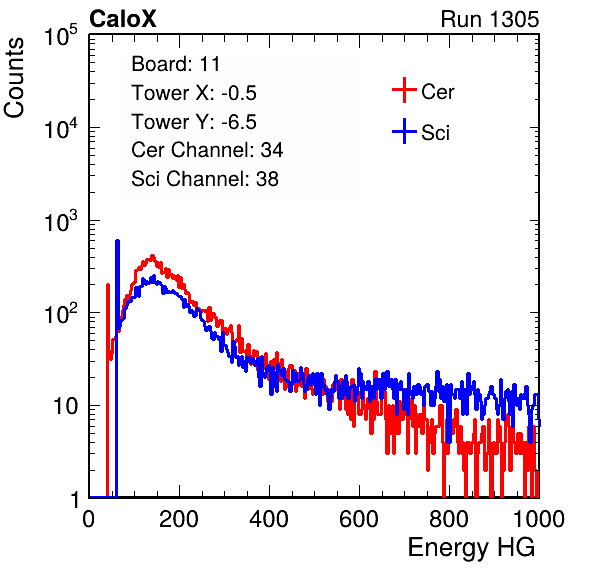 CaloX Run 1305
Counts
Board: 11
Tower X: -0.5
Tower Y: -6.5
Cer Channel: 34
Sci Channel: 38
Cer
Sci
10^5
10^4
10^3
10^2
10
1
0 200 400 600 800 1000
Energy HG